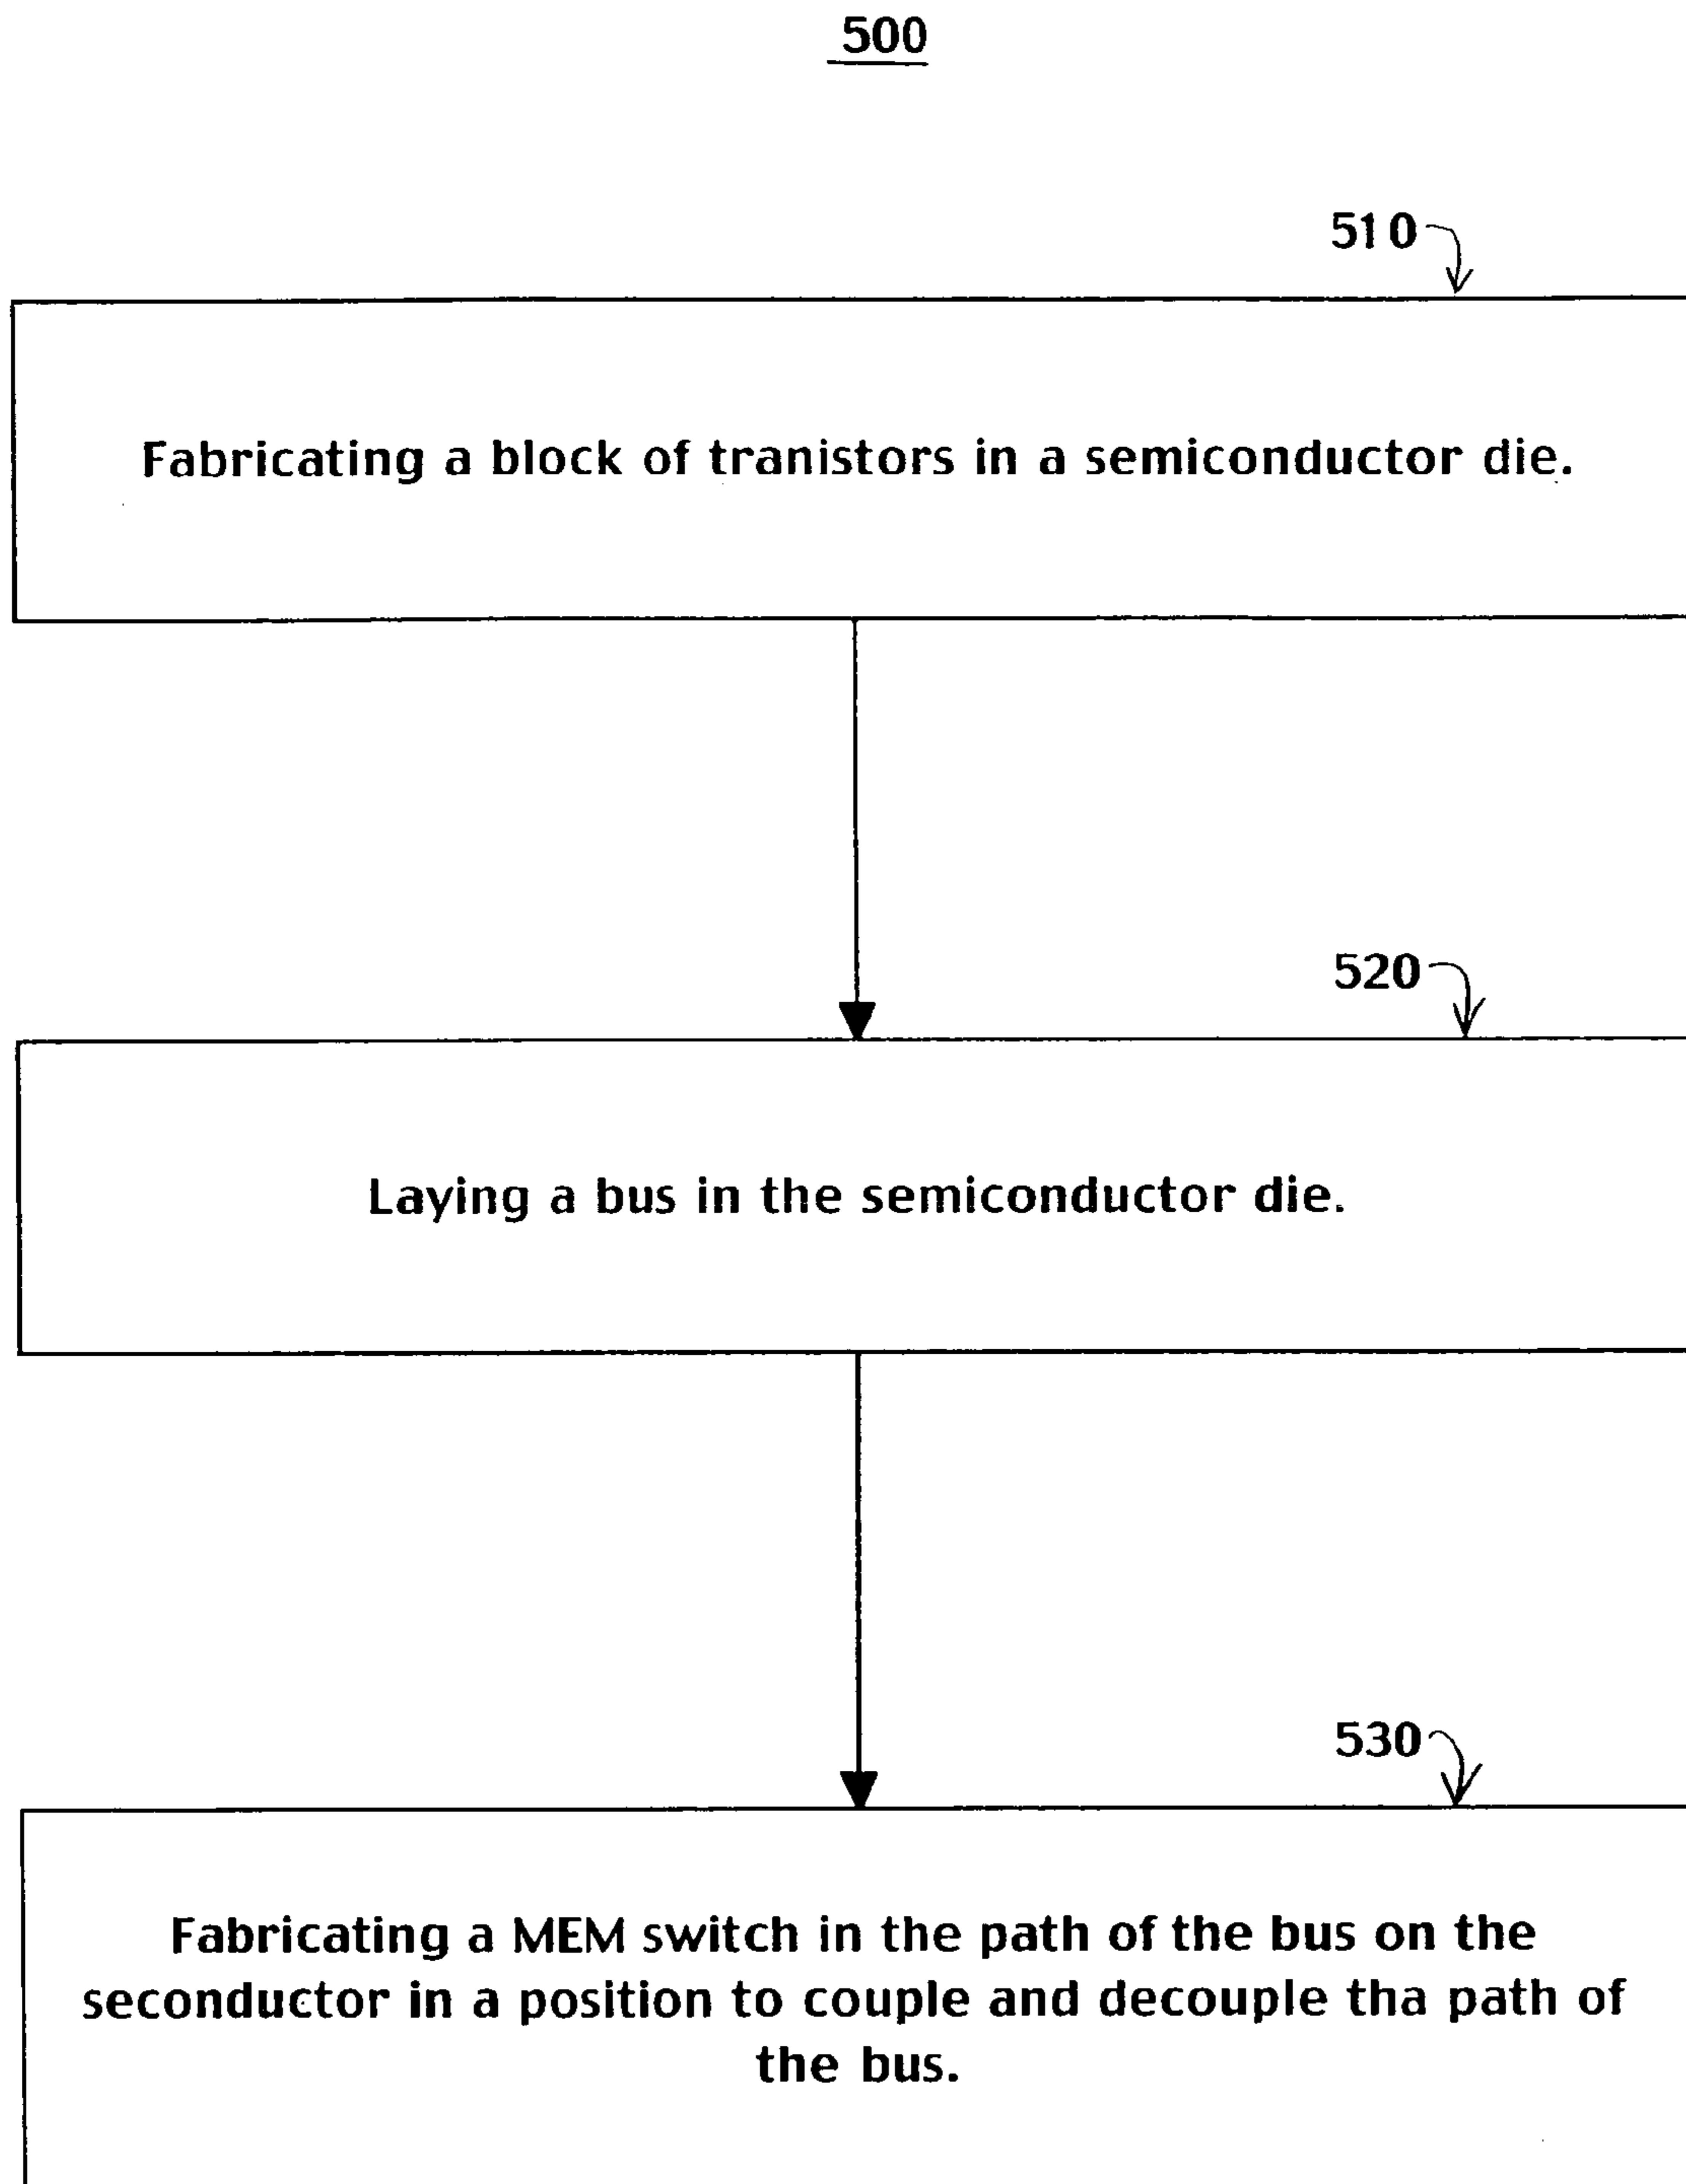 500
510
Fabricating a block of tranistors in a semiconductor die.
520
Laying a bus in the semiconductor die.
530
Fabricating a MEM switch in the path of the bus on the
seconductor in a position to couple and decouple tha path of
the bus.